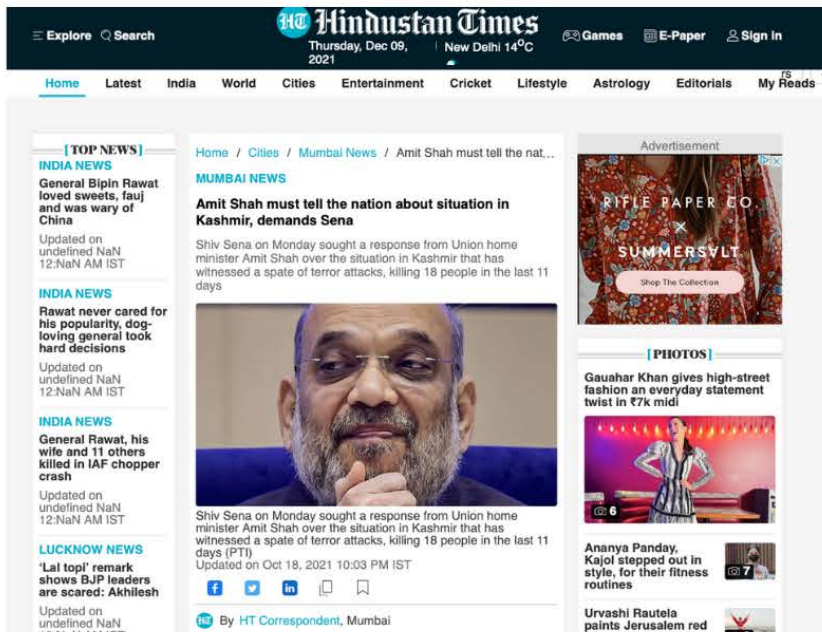 Explore
Search
HT Hindustan Times
Thursday, Dec 09,
2021
New Delhi 14⁰C
Games
E-Paper
Sign in
Home Latest India World Cities Entertainment Cricket Lifestyle Astrology Editorials My Reads
rs
[TOP NEWS]
INDIA NEWS
General Bipin Rawat
loved sweets, fauj
and was wary of
China
Updated on
undefined NaN
12:NaN AM IST
INDIA NEWS
Rawat never cared for
his popularity, dog-
loving general took
hard decisions
Updated on
undefined NaN
12:NaN AM IST
INDIA NEWS
General Rawat, his
wife and 11 others
killed in IAF chopper
crash
Updated on
undefined NaN
12:NaN AM IST
LUCKNOW NEWS
‘Lal topi’ remark
shows BJP leaders
are scared: Akhilesh
Updated on
undefined NaN
Home / Cities / Mumbai News / Amit Shah must tell the nat...
MUMBAI NEWS
Amit Shah must tell the nation about situation in
Kashmir, demands Sena
Shiv Sena on Monday sought a response from Union home
minister Amit Shah over the situation in Kashmir that has
witnessed a spate of terror attacks, killing 18 people in the last 11
days
Shiv Sena on Monday sought a response from Union home
minister Amit Shah over the situation in Kashmir that has
witnessed a spate of terror attacks, killing 18 people in the last 11
days (PTI)
Updated on Oct 18, 2021 10:03 PM IST
f in
HT By HT Correspondent, Mumbai
Advertisement
RIFLE PAPER CO.
X
SUMMERSALT
Shop The Collection
[PHOTOS]
Gauahar Khan gives high-street
fashion an everyday statement
twist in ₹7k midi
6
Ananya Panday,
Kajol stepped out in
style, for their fitness
routines
7
Urvashi Rautela
paints Jerusalem red